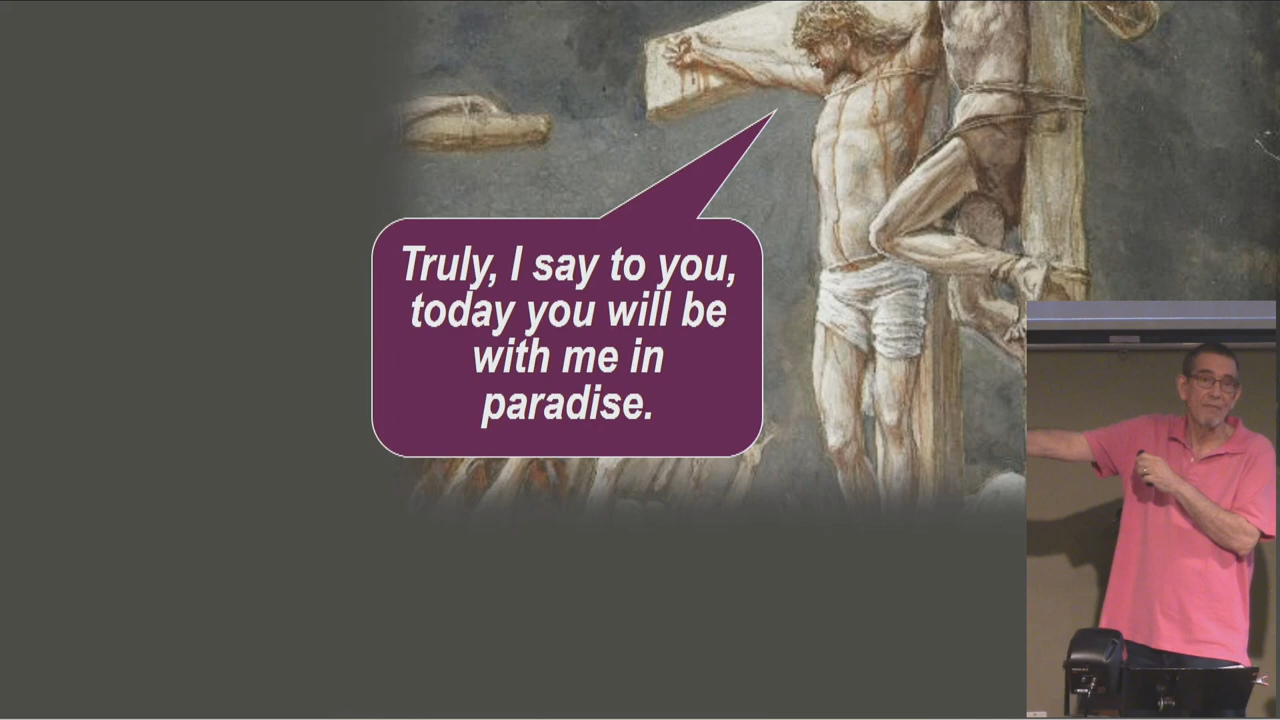 Truly, I say to you,
today you will be
with me in
paradise.